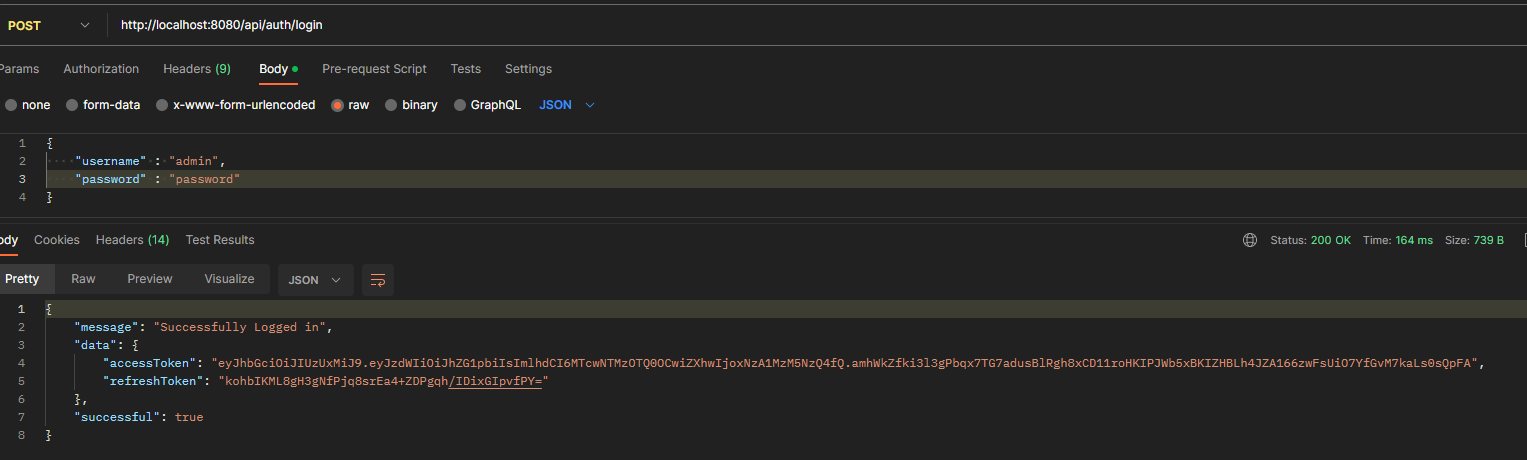 POST http://localhost:8080/api/auth/login
Params Authorization Headers (9) Body Pre-request Script Tests Settings
none form-data x-www-form-urlencoded raw binary GraphQL JSON
1 {
2 "username" : "admin",
3 "password" : "password"
4 }
ody Cookies Headers (14) Test Results Status: 200 OK Time: 164 ms Size: 739 B
Pretty Raw Preview Visualize JSON
1 {
2 "message": "Successfully Logged in",
3 "data": {
4 "accessToken": "eyJhbGciOiJIUzUxMiJ9.eyJzdWIiOiJhZG1pbiIsImlhdCI6MTcwNTMzOTQ0OCwiZXhwIjoxNzA1MzM5NzQ4fQ.amhWkZfki3l3gPbqx7TG7adusBlRgh8xCD11roHKIPJWb5xBKIZHBLh4JZA166zwFsUiO7YfGvM7kaLs0sQpFA",
5 "refreshToken": "kohbIKML8gH3gNfPjq8srEa4+ZDPgqh/IDixGIpvfPY="
6 },
7 "successful": true
8 }